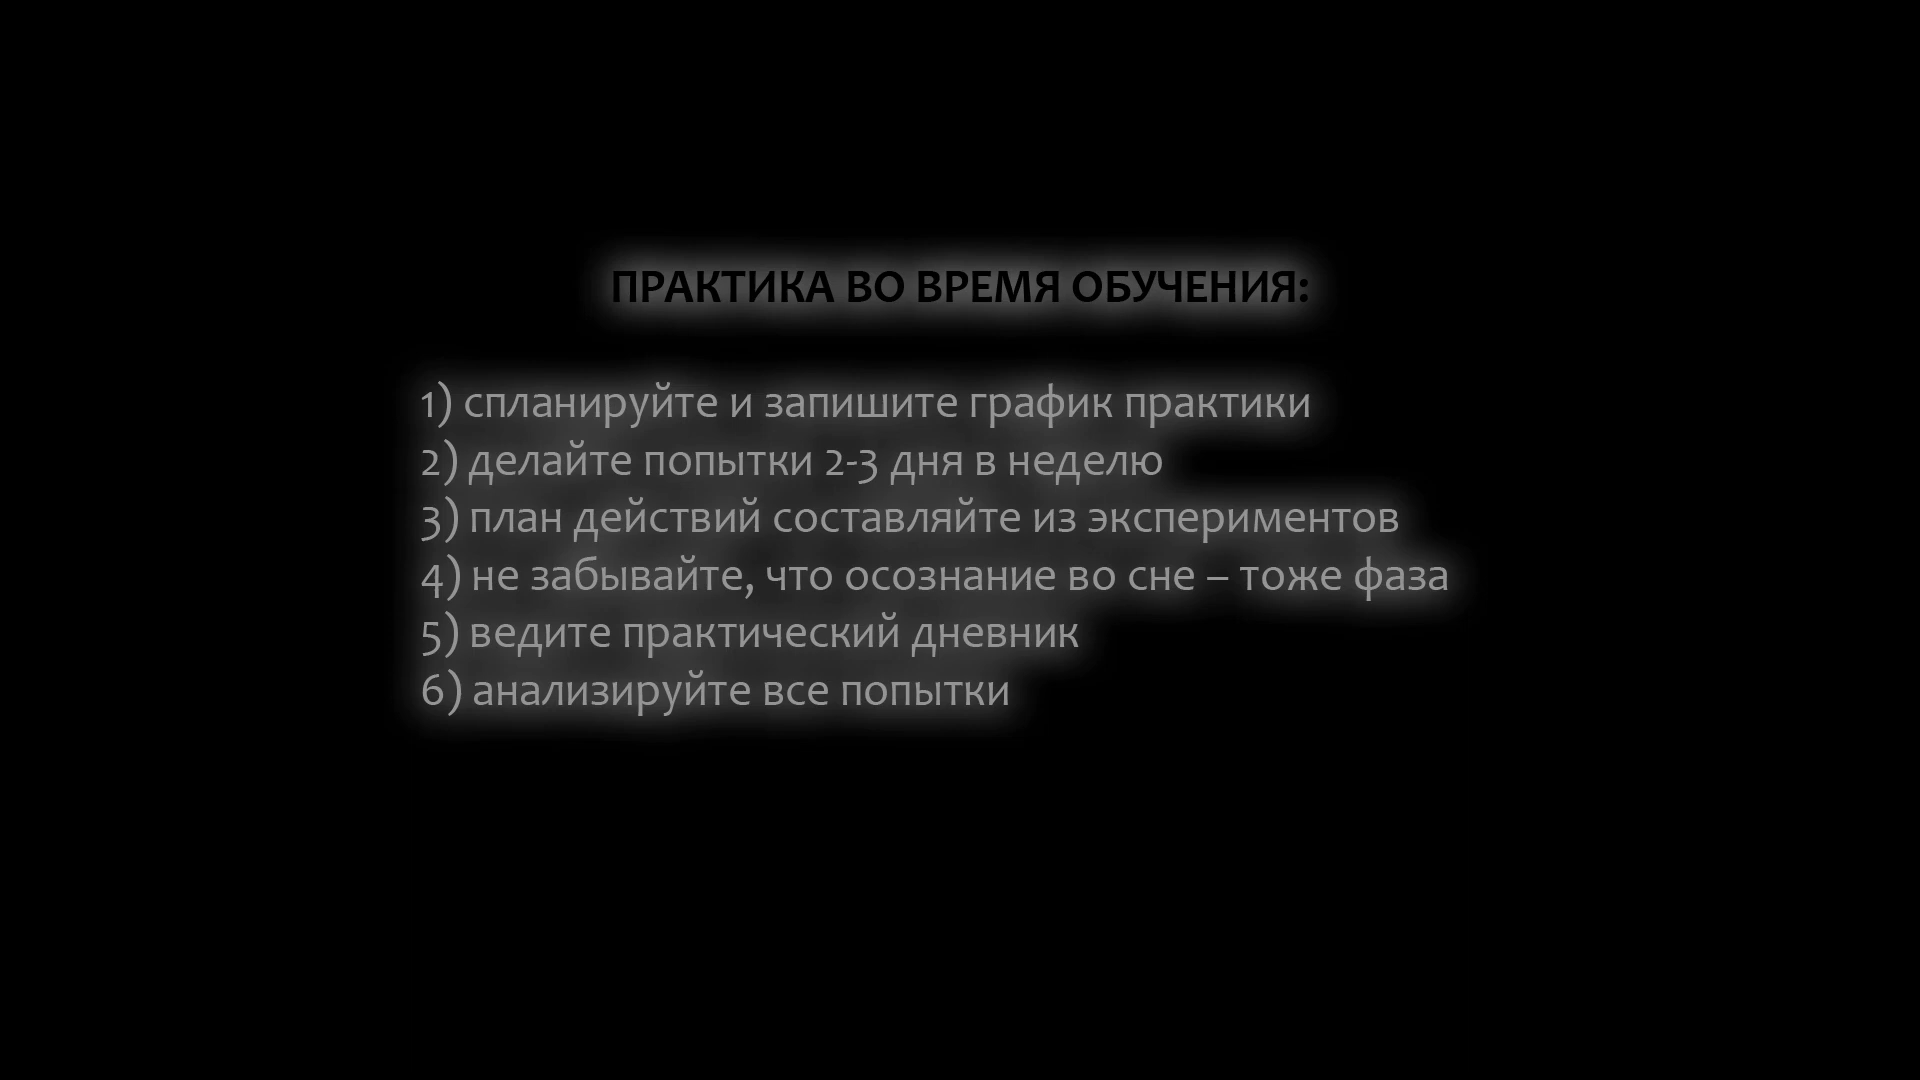 ПРАКТИКА ВО ВРЕМЯ ОБУЧЕНИЯ:
1) спланируйте и запишите график практики
2) делайте попытки 2-3 дня в неделю
3) план действий составляйте из экспериментов
4) не забывайте, что осознание во сне – тоже фаза
5) ведите практический дневник
6) анализируйте все попытки